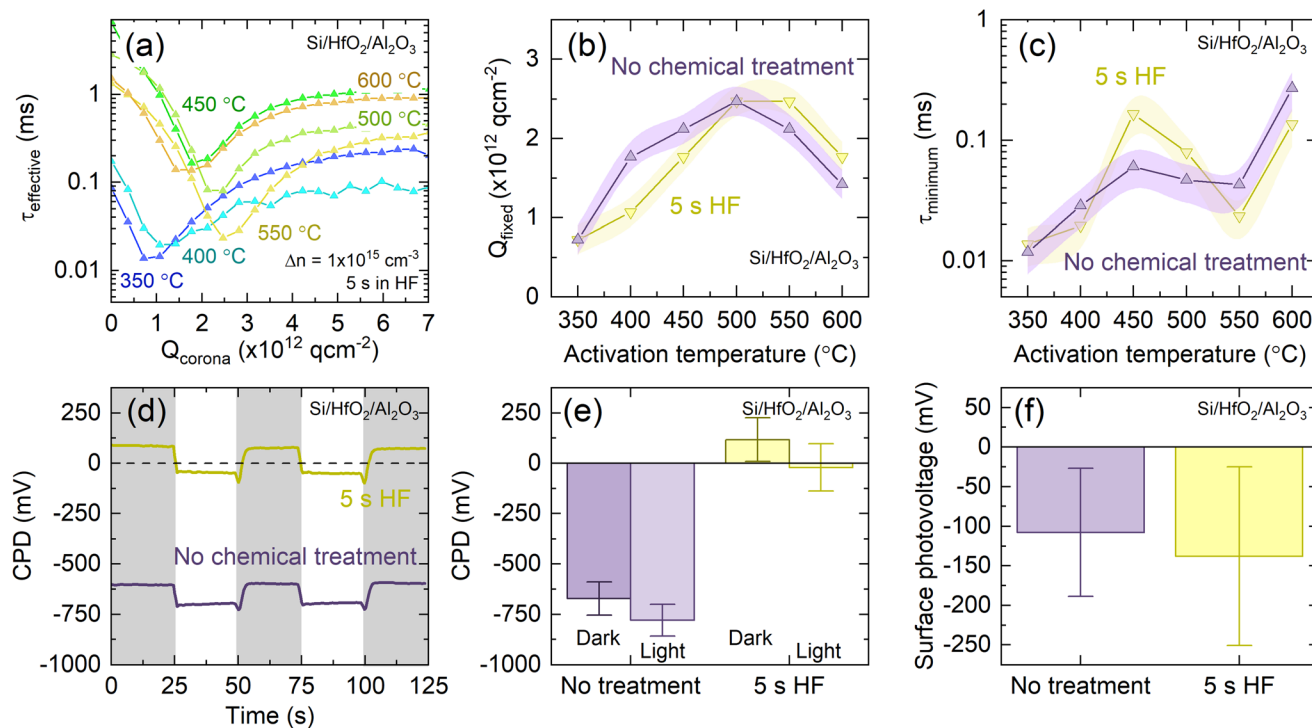 (a)
Si/HfO₂/Al₂O₃
600 °C
450 °C
500 °C
550 °C
400 °C
350 °C
Δn = 1x10¹⁵ cm⁻³
5 s in HF
τeffective (ms)
1
0.1
0.01
0 1 2 3 4 5 6 7
Qcorona (x10¹² qcm⁻²)
(b)
Si/HfO₂/Al₂O₃
No chemical treatment
5 s HF
Qfixed (x10¹² qcm⁻²)
3
2
1
0
350 400 450 500 550 600
Activation temperature (°C)
(c)
Si/HfO₂/Al₂O₃
5 s HF
No chemical treatment
τminimum (ms)
1
0.1
0.01
350 400 450 500 550 600
Activation temperature (°C)
(d)
Si/HfO₂/Al₂O₃
5 s HF
No chemical treatment
CPD (mV)
250
0
-250
-500
-750
-1000
0 25 50 75 100 125
Time (s)
(e)
Si/HfO₂/Al₂O₃
CPD (mV)
250
0
-250
-500
-750
-1000
Dark
Light
Dark
Light
No treatment
5 s HF
(f)
Si/HfO₂/Al₂O₃
Surface photovoltage (mV)
50
0
-50
-100
-150
-200
-250
No treatment
5 s HF